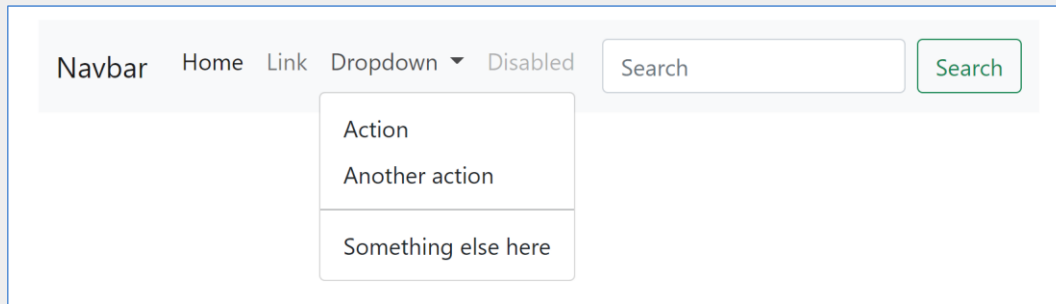 Navbar Home Link Dropdown Disabled Search Search
Action
Another action
Something else here